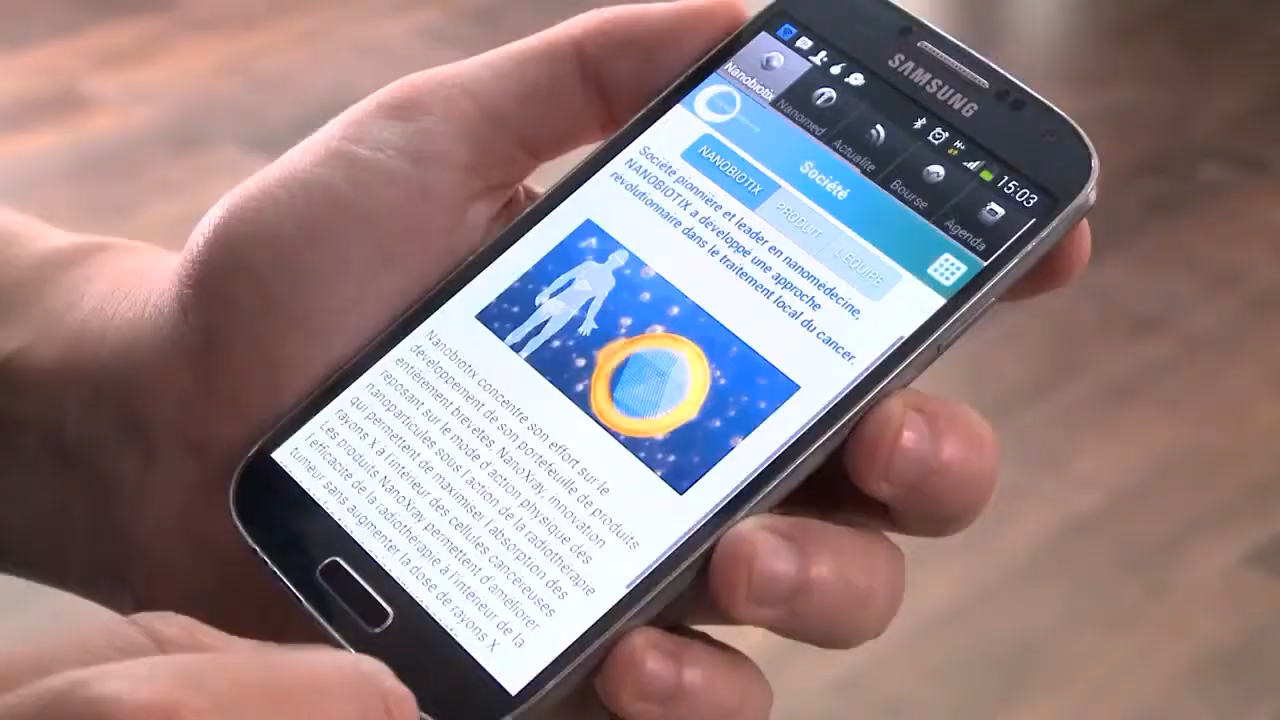 SAMSUNG
H+
15:03
Nanobiotix
Nanomed
Actualité
Bourse
Agenda
Société
NANOBIOTIX
PRODUIT
L'EQUIPE
Sociéte pionnière et leader en nanomédecine,
NANOBIOTIX a développé une approche
révolutionnaire dans le traitement local du cancer.
Nanobiotix concentre son effort sur le
développement de son portefeuille de produits
entièrement brevetés, NanoXray, innovation
reposant sur le mode d'action physique des
nanoparticules sous l'action de la radiothérapie
qui permettent de maximiser l'absorption des
rayons X à l'intérieur des cellules cancéreuses
Les produits NanoXray permettent d'améliorer
l'efficacité de la radiothérapie à l'intérieur de la
tumeur sans augmenter la dose de rayons X